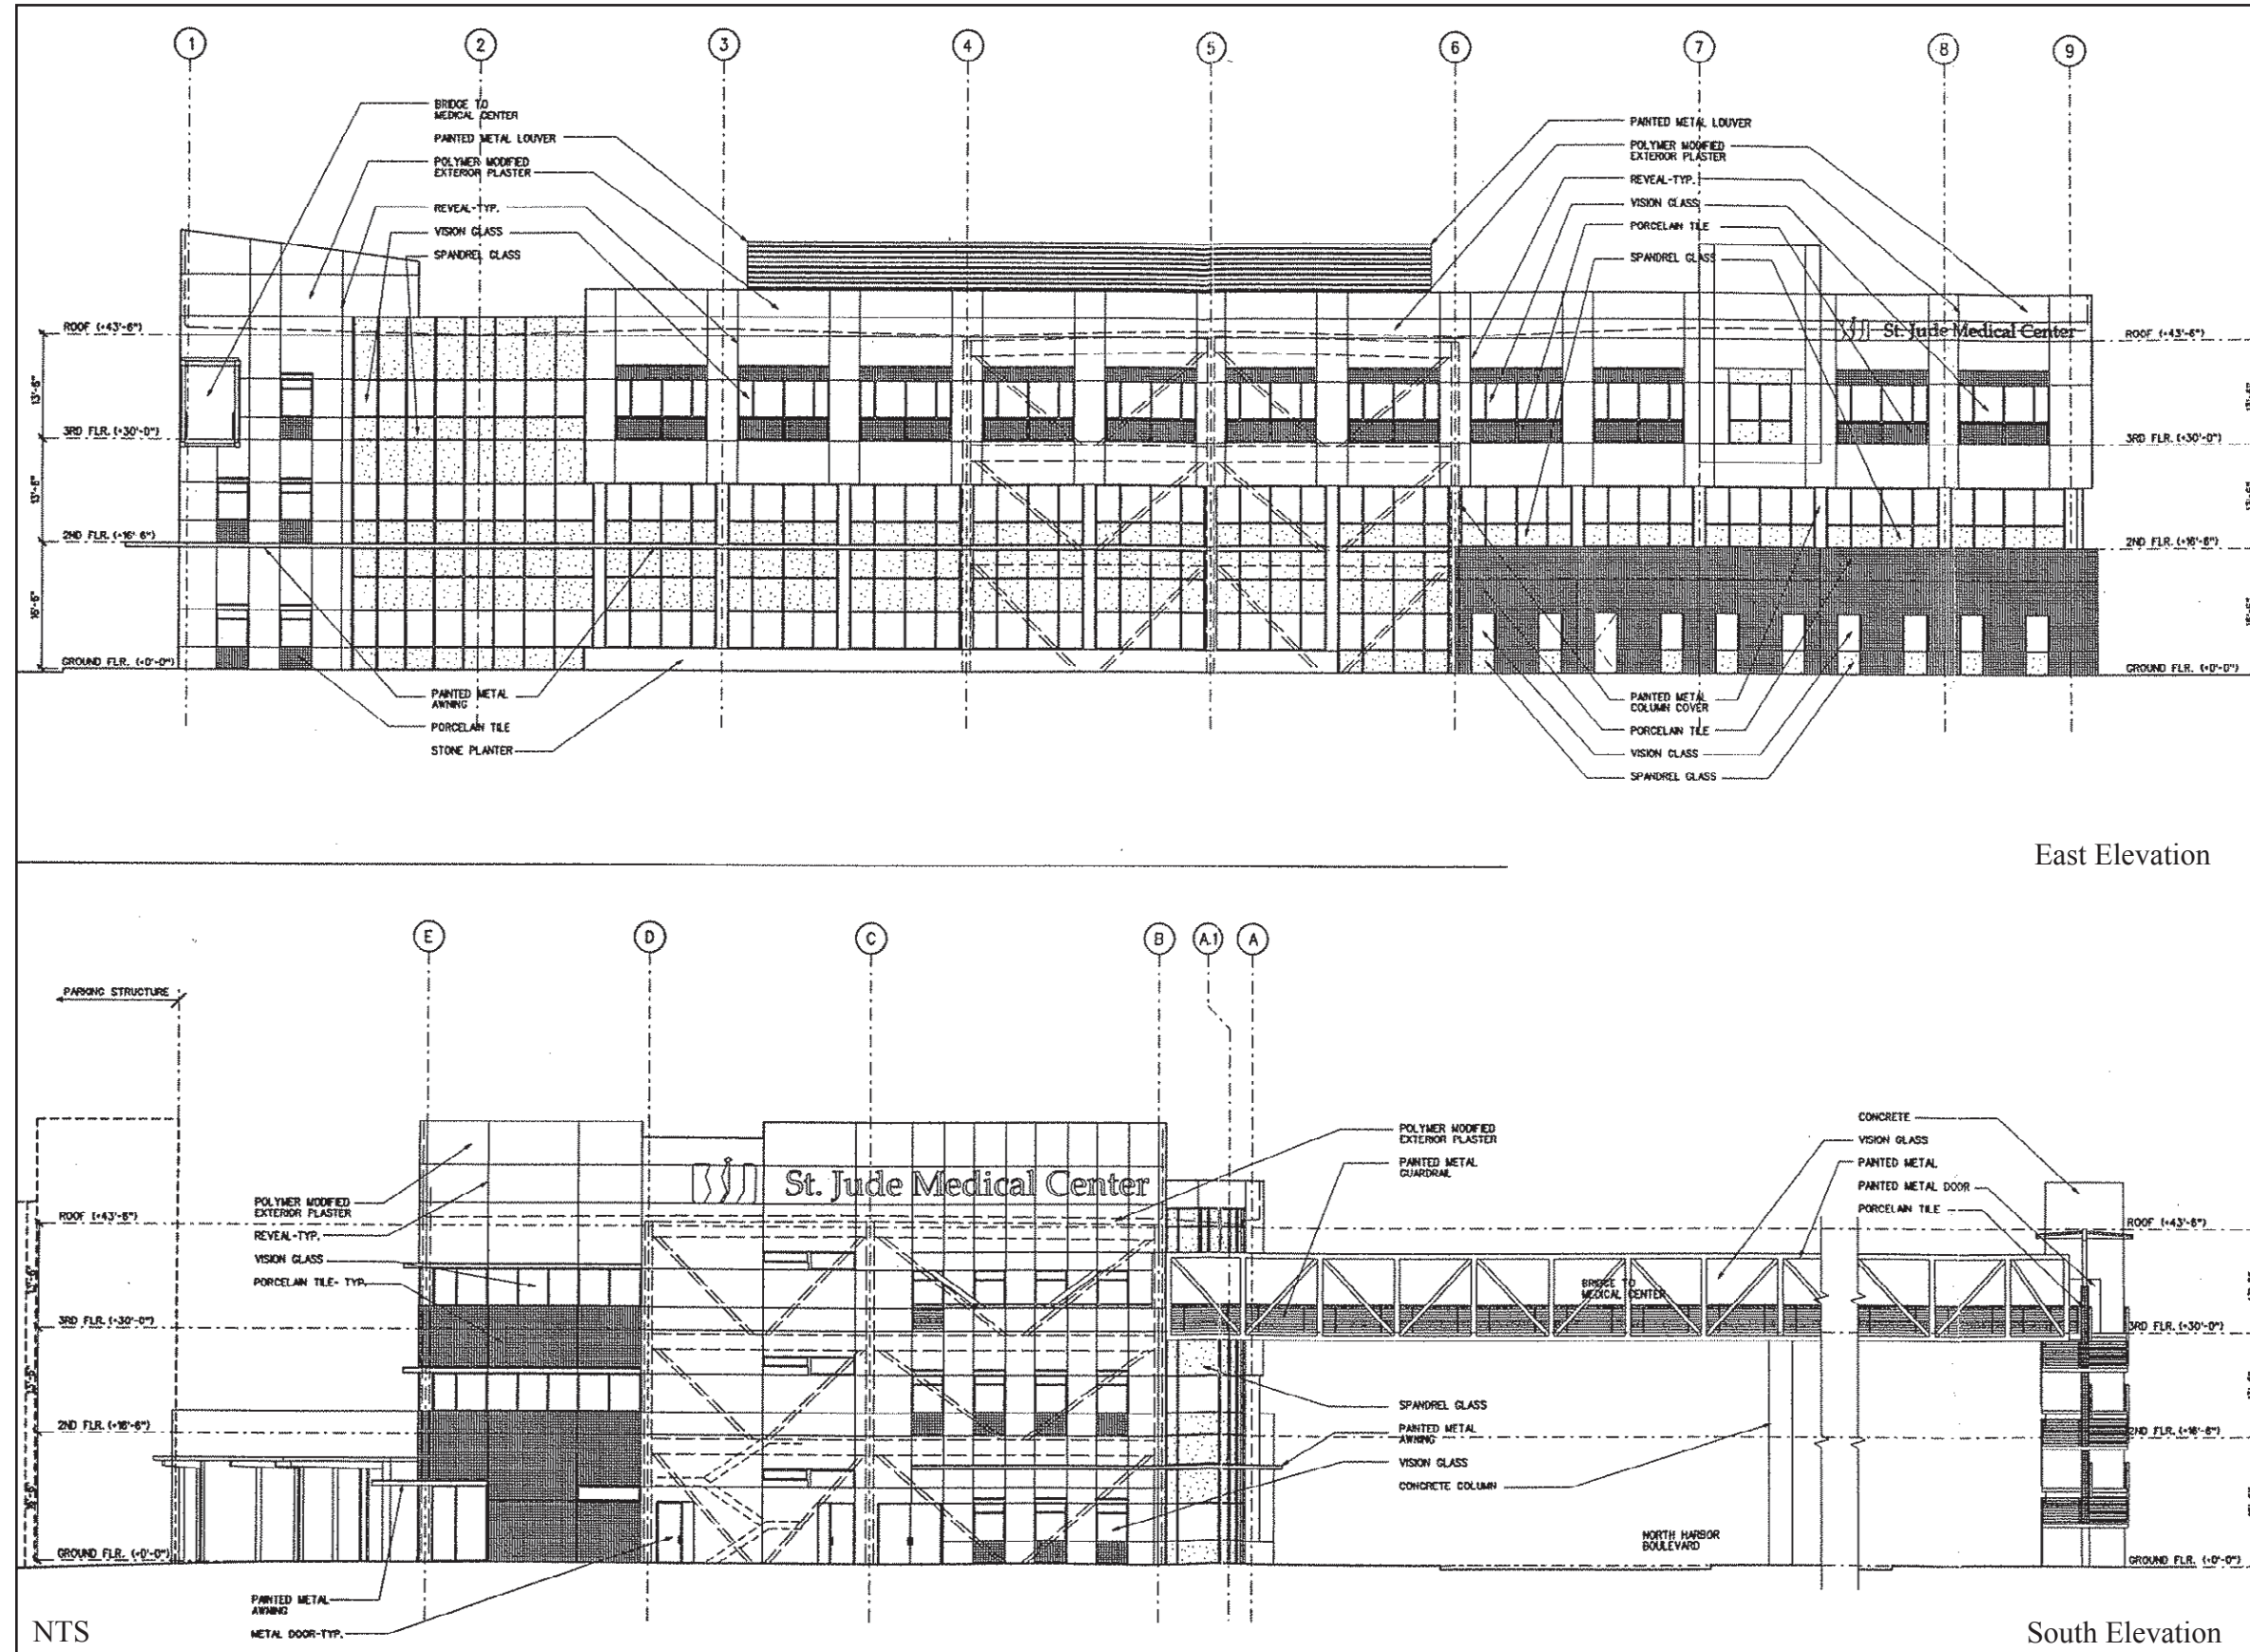 1 2 3 4 5 6 7 8 9
BRIDGE TO
MEDICAL CENTER
PAINTED METAL LOUVER
POLYMER MODIFIED
EXTERIOR PLASTER
REVEAL-TYP.
VISION GLASS
SPANDREL GLASS
PAINTED METAL LOUVER
POLYMER MODIFIED
EXTERIOR PLASTER
REVEAL-TYP.
VISION GLASS
PORCELAIN TILE
SPANDREL GLASS
St. Jude Medical Center
ROOF (+43'-6")
13'-6"
3RD FLR. (+30'-0")
13'-6"
2ND FLR. (+16'-6")
16'-6"
GROUND FLR. (+0'-0")
ROOF (+43'-6")
3RD FLR. (+30'-0")
2ND FLR. (+16'-6")
GROUND FLR. (+0'-0")
PAINTED METAL
AWNING
PORCELAIN TILE
STONE PLANTER
PAINTED METAL
COLUMN COVER
PORCELAIN TILE
VISION GLASS
SPANDREL GLASS
East Elevation
E D C B A.1 A
PARKING STRUCTURE
POLYMER MODIFIED
EXTERIOR PLASTER
ROOF (+43'-6")
REVEAL-TYP.
VISION GLASS
PORCELAIN TILE- TYP.
3RD FLR. (+30'-0")
2ND FLR. (+16'-6")
GROUND FLR. (+0'-0")
PAINTED METAL
AWNING
METAL DOOR-TYP.
St. Jude Medical Center
POLYMER MODIFIED
EXTERIOR PLASTER
PAINTED METAL
GUARDRAIL
BRIDGE TO
MEDICAL CENTER
SPANDREL GLASS
PAINTED METAL
AWNING
VISION GLASS
CONCRETE COLUMN
NORTH HARBOR
BOULEVARD
CONCRETE
VISION GLASS
PAINTED METAL
PAINTED METAL DOOR
PORCELAIN TILE
ROOF (+43'-6")
3RD FLR. (+30'-0")
2ND FLR. (+16'-6")
GROUND FLR. (+0'-0")
NTS
South Elevation